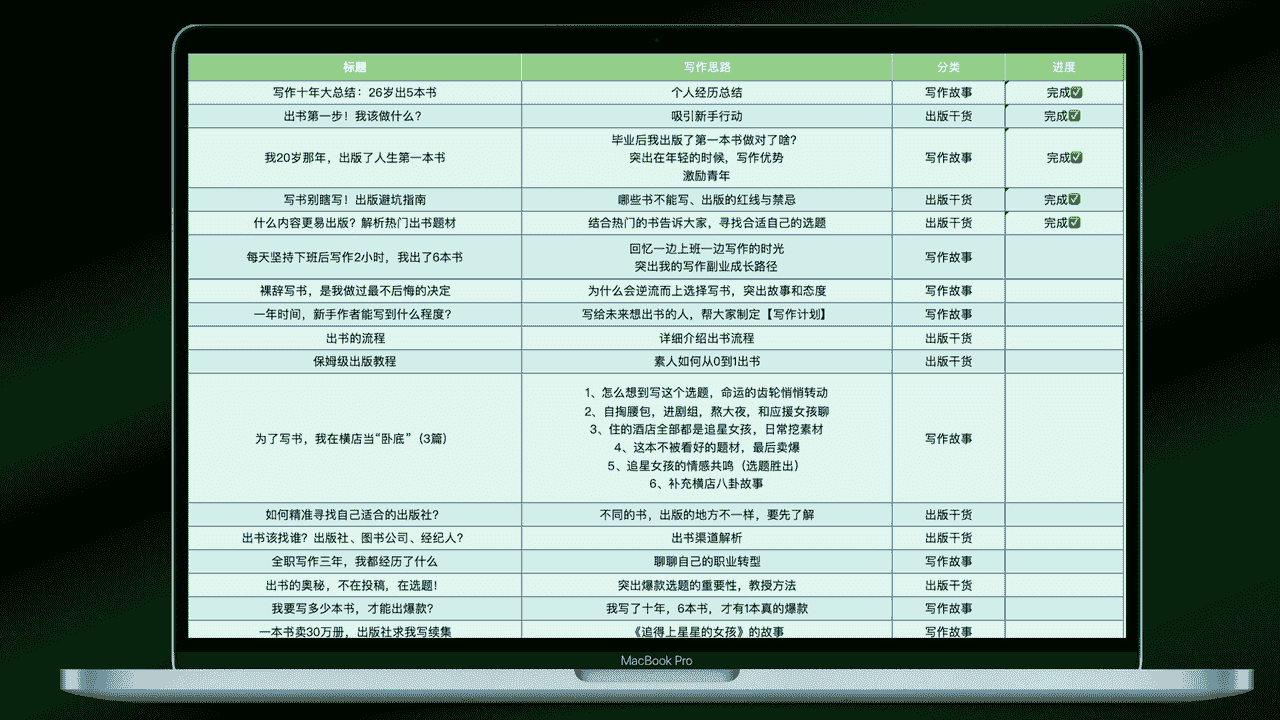 标题 写作思路 分类 进度
写作十年大总结：26岁出5本书 个人经历总结 写作故事 完成✅
出书第一步！我该做什么？ 吸引新手行动 出版干货 完成✅
我20岁那年，出版了人生第一本书 毕业后我出版了第一本书做对了啥？
突出在年轻的时候，写作优势
激励青年 写作故事 完成✅
写书别瞎写！出版避坑指南 哪些书不能写、出版的红线与禁忌 出版干货 完成✅
什么内容更易出版？解析热门出书题材 结合热门的书告诉大家，寻找合适自己的选题 出版干货 完成✅
每天坚持下班后写作2小时，我出了6本书 回忆一边上班一边写作的时光
突出我的写作副业成长路径 写作故事
裸辞写书，是我做过最不后悔的决定 为什么会逆流而上选择写书，突出故事和态度 写作故事
一年时间，新手作者能写到什么程度？ 写给未来想出书的人，帮大家制定【写作计划】 出版干货
出书的流程 详细介绍出书流程 出版干货
保姆级出版教程 素人如何从0到1出书 出版干货
为了写书，我在横店当“卧底”（3篇） 1、怎么想到写这个选题，命运的齿轮悄悄转动
2、自掏腰包，进剧组，熬大夜，和应援女孩聊
3、住的酒店全部都是追星女孩，日常挖素材
4、这本不被看好的题材，最后卖爆
5、追星女孩的情感共鸣（选题胜出）
6、补充横店八卦故事 写作故事
如何精准寻找自己适合的出版社？ 不同的书，出版的地方不一样，要先了解 出版干货
出书该找谁？出版社、图书公司、经纪人？ 出书渠道解析 出版干货
全职写作三年，我都经历了什么 聊聊自己的职业转型 写作故事
出书的奥秘，不在投稿，在选题！ 突出爆款选题的重要性，教授方法 出版干货
我要写多少本书，才能出爆款？ 我写了十年，6本书，才有1本真的爆款 写作故事
一本书卖30万册，出版社求我写续集 《追得上星星的女孩》的故事 写作故事
MacBook Pro